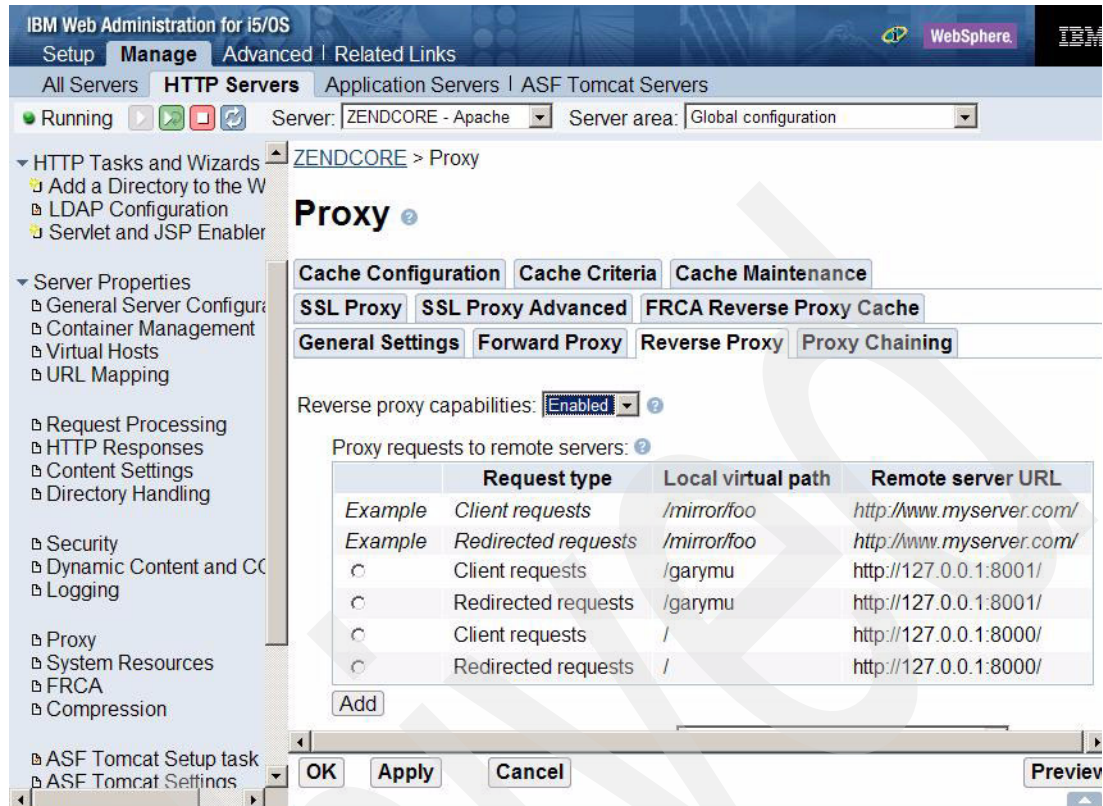 IBM Web Administration for i5/OS
WebSphere.
IBM
Setup Manage Advanced | Related Links
All Servers HTTP Servers Application Servers | ASF Tomcat Servers
Running Server: ZENDCORE - Apache Server area: Global configuration
HTTP Tasks and Wizards
Add a Directory to the W
LDAP Configuration
Servlet and JSP Enabler
Server Properties
General Server Configura
Container Management
Virtual Hosts
URL Mapping
Request Processing
HTTP Responses
Content Settings
Directory Handling
Security
Dynamic Content and CG
Logging
Proxy
System Resources
FRCA
Compression
ASF Tomcat Setup task
ASF Tomcat Settings
ZENDCORE > Proxy
Proxy
Cache Configuration Cache Criteria Cache Maintenance
SSL Proxy SSL Proxy Advanced FRCA Reverse Proxy Cache
General Settings Forward Proxy Reverse Proxy Proxy Chaining
Reverse proxy capabilities: Enabled
Proxy requests to remote servers:
Request type Local virtual path Remote server URL
Example Client requests /mirror/foo http://www.myserver.com/
Example Redirected requests /mirror/foo http://www.myserver.com/
Client requests /garymu http://127.0.0.1:8001/
Redirected requests /garymu http://127.0.0.1:8001/
Client requests / http://127.0.0.1:8000/
Redirected requests / http://127.0.0.1:8000/
Add
OK Apply Cancel Preview